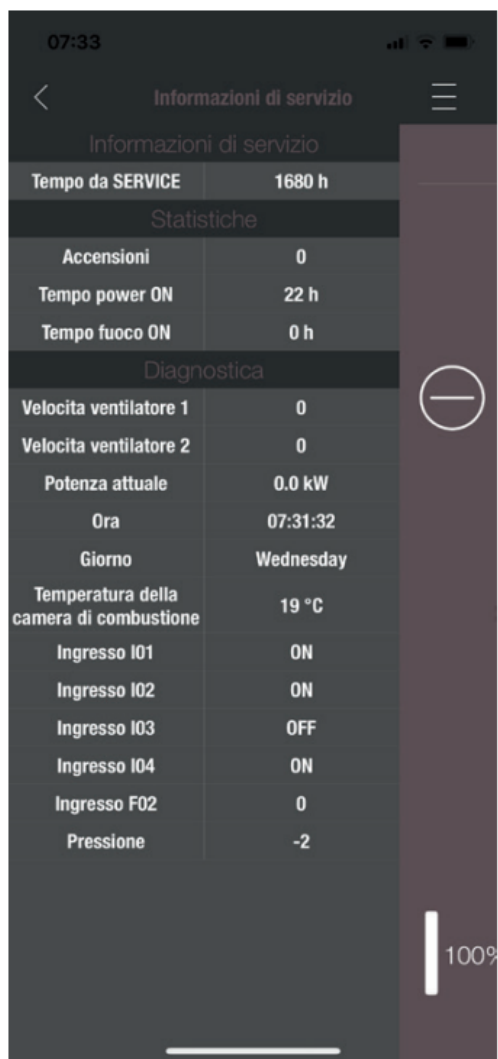 07:33
Informazioni di servizio
Informazioni di servizio
Tempo da SERVICE 1680 h
Statistiche
Accensioni 0
Tempo power ON 22 h
Tempo fuoco ON 0 h
Diagnostica
Velocita ventilatore 1 0
Velocita ventilatore 2 0
Potenza attuale 0.0 kW
Ora 07:31:32
Giorno Wednesday
Temperatura della
camera di combustione 19 °C
Ingresso I01 ON
Ingresso I02 ON
Ingresso I03 OFF
Ingresso I04 ON
Ingresso F02 0
Pressione -2
100%